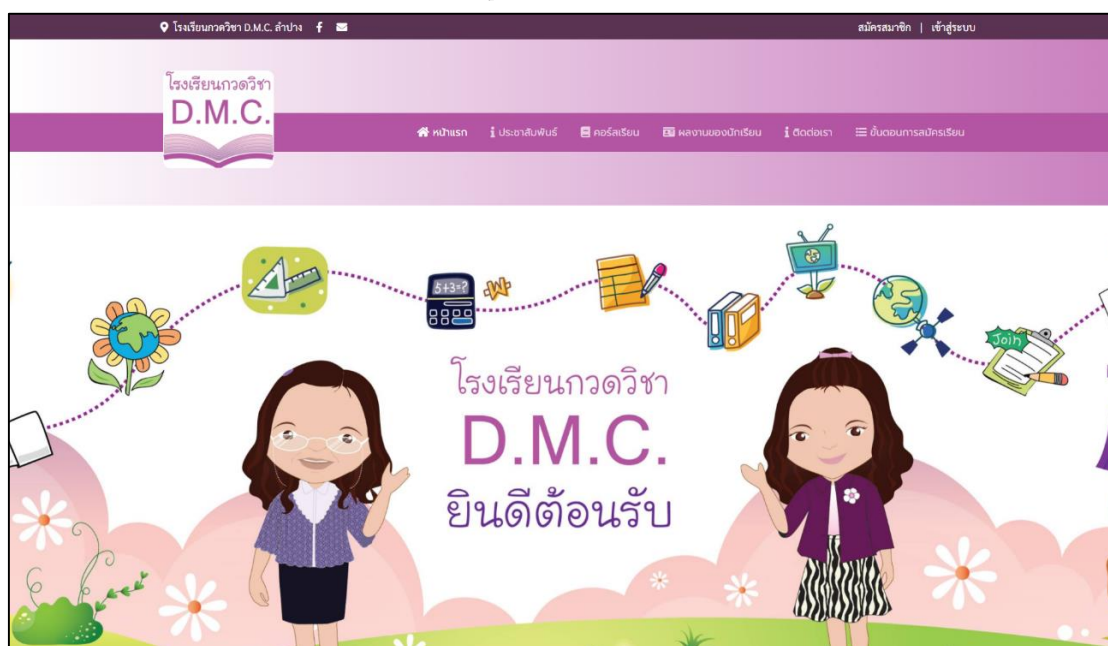 โรงเรียนกวดวิชา D.M.C. ลำปาง
สมัครสมาชิก | เข้าสู่ระบบ
โรงเรียนกวดวิชา
D.M.C.
หน้าแรก ประชาสัมพันธ์ คอร์สเรียน ผลงานของนักเรียน ติดต่อเรา ขั้นตอนการสมัครเรียน
5+3=?
Join
โรงเรียนกวดวิชา
D.M.C.
ยินดีต้อนรับ